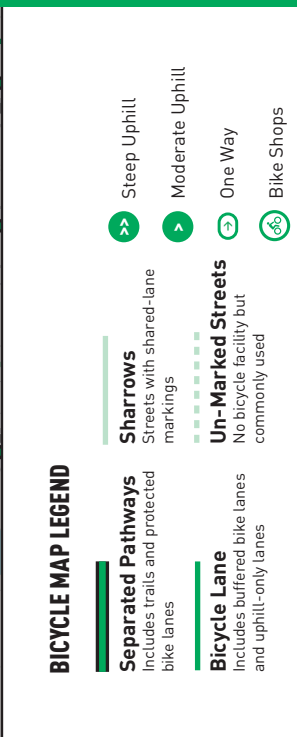 BICYCLE MAP LEGEND
Separated Pathways
Includes trails and protected
bike lanes
Bicycle Lane
Includes buffered bike lanes
and uphill-only lanes
Sharrows
Streets with shared-lane
markings
Un-Marked Streets
No bicycle facility but
commonly used
Steep Uphill
Moderate Uphill
One Way
Bike Shops